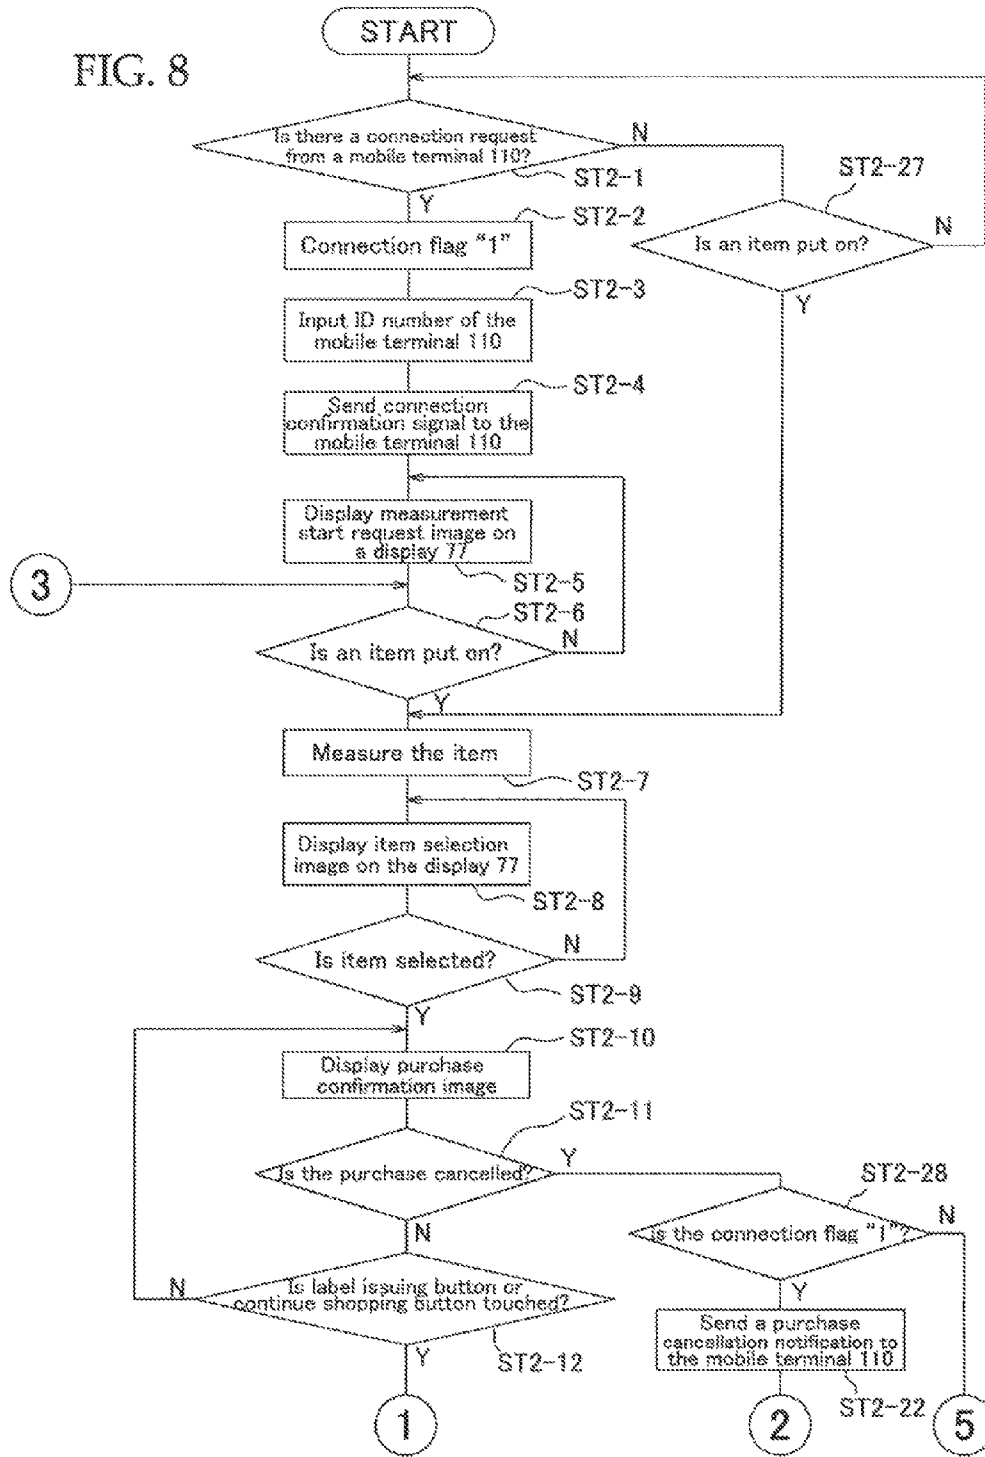 START
FIG. 8
Is there a connection request
from a mobile terminal 110?
N
ST2-1
ST2-27
Y
ST2-2
Connection flag “1”
Is an item put on?
N
Y
ST2-3
Input ID number of the
mobile terminal 110
ST2-4
Send connection
confirmation signal to the
mobile terminal 110
Display measurement
start request image on
a display 77
3
ST2-5
ST2-6
Is an item put on?
N
Y
Measure the item
ST2-7
Display item selection
image on the display 77
ST2-8
Is item selected?
N
ST2-9
Y
ST2-10
Display purchase
confirmation image
ST2-11
Is the purchase cancelled?
Y
ST2-28
N
Is the connection flag “1”?
N
Is label issuing button or
continue shopping button touched?
N
Y
Send a purchase
cancellation notification to
the mobile terminal 110
Y
ST2-12
ST2-22
1
2
5